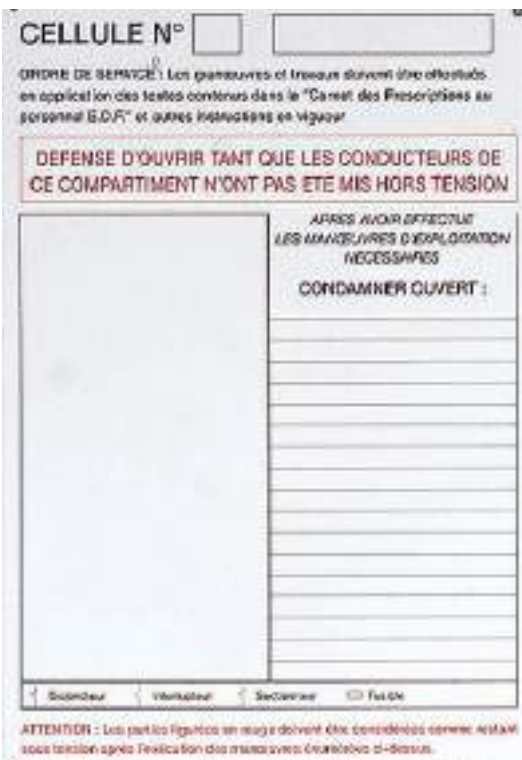 CELLULE N°
ORDRE DE SERVICE : Les manœuvres et travaux doivent être effectués
en application des textes contenus dans le "Carnet des Prescriptions au
personnel E.D.F." et autres instructions en vigueur
DEFENSE D'OUVRIR TANT QUE LES CONDUCTEURS DE
CE COMPARTIMENT N'ONT PAS ETE MIS HORS TENSION
APRES AVOIR EFFECTUE
LES MANŒUVRES D'EXPLOITATION
NECESSAIRES
CONDAMNER OUVERT :
Disjoncteur Interrupteur Sectionneur Fusible
ATTENTION : Les parties figurées en rouge doivent être considérées comme restant
sous tension après l'exécution des manœuvres énumérées ci-dessus.